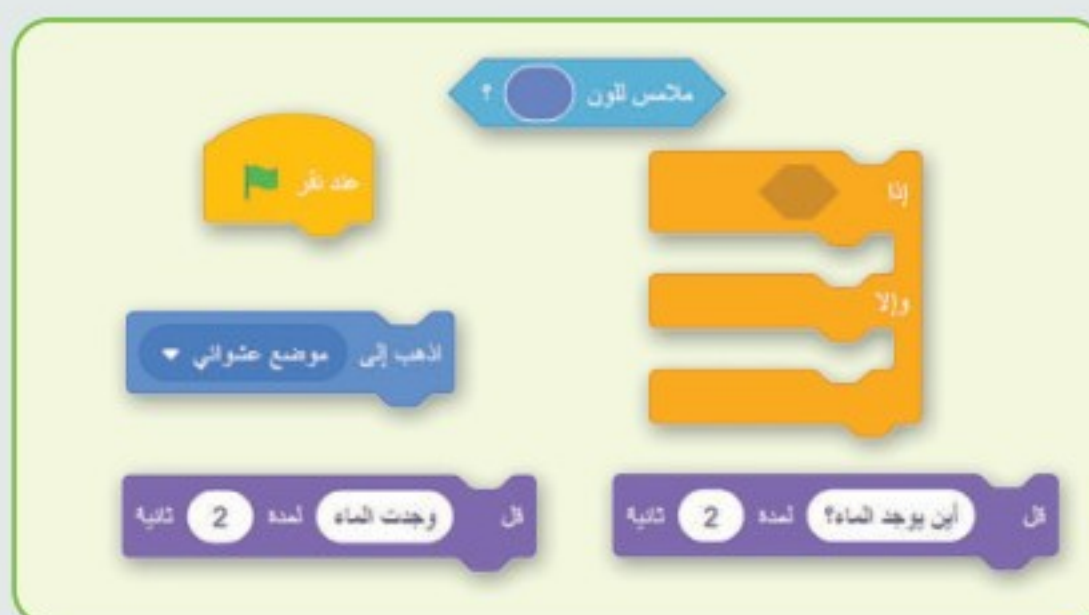 ملامس للون ؟
عند نقر
إذا
وإلا
اذهب إلى موضع عشوائي
قل أين يوجد الماء؟ لمدة 2 ثانية
قل وجدت الماء لمدة 2 ثانية